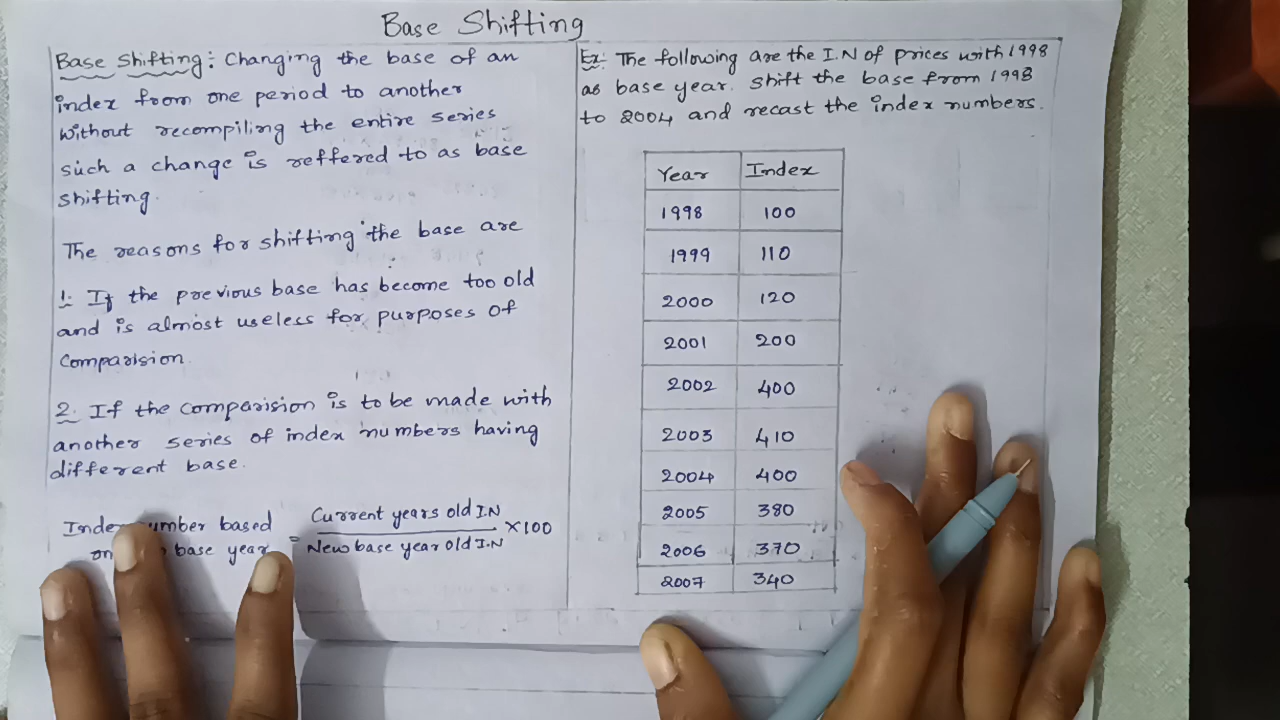 Base Shifting
Base Shifting: Changing the base of an
index from one period to another
without recompiling the entire series
such a change is reffered to as base
shifting.
The reasons for shifting the base are
1. If the previous base has become too old
and is almost useless for purposes of
Comparision.
2. If the comparision is to be made with
another series of index numbers having
different base.
based
base year = Current years old I.N / New base year old I.N × 100
Ex: The following are the I.N of prices with 1998
as base year. Shift the base from 1998
to 2004 and recast the index numbers.
Year Index
1998 100
1999 110
2000 120
2001 200
2002 400
2003 410
2004 400
2005 380
2006 370
2007 340